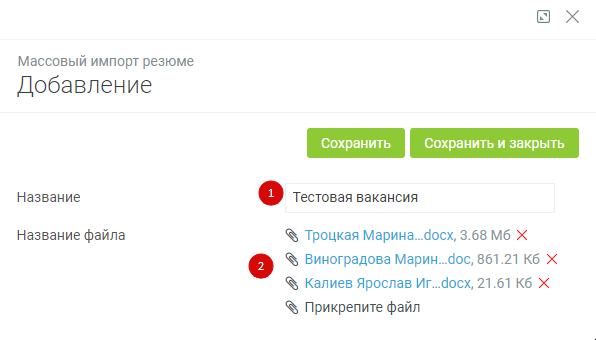 Массовый импорт резюме
Добавление
Сохранить Сохранить и закрыть
Название 1 Тестовая вакансия
Название файла Троцкая Марина...docx, 3.68 Мб
2 Виноградова Марин...doc, 861.21 Кб
Калиев Ярослав Иг...docx, 21.61 Кб
Прикрепите файл